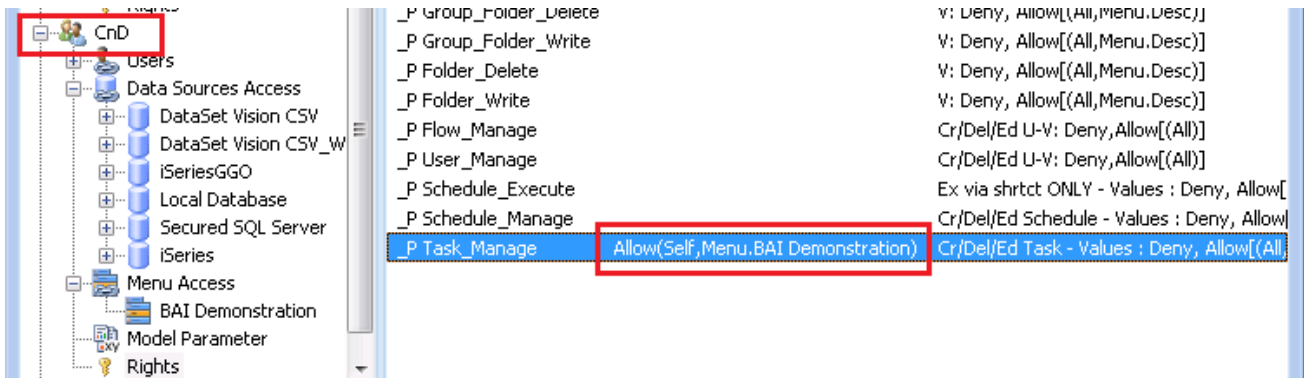 Rights
CnD
Users
Data Sources Access
DataSet Vision CSV
DataSet Vision CSV_W
iSeriesGGO
Local Database
Secured SQL Server
iSeries
Menu Access
BAI Demonstration
Model Parameter
Rights
_P Group_Folder_Delete V: Deny, Allow[(All,Menu.Desc)]
_P Group_Folder_Write V: Deny, Allow[(All,Menu.Desc)]
_P Folder_Delete V: Deny, Allow[(All,Menu.Desc)]
_P Folder_Write V: Deny, Allow[(All,Menu.Desc)]
_P Flow_Manage Cr/Del/Ed U-V: Deny,Allow[(All)]
_P User_Manage Cr/Del/Ed U-V: Deny,Allow[(All)]
_P Schedule_Execute Ex via shrtct ONLY - Values : Deny, Allow[
_P Schedule_Manage Cr/Del/Ed Schedule - Values : Deny, Allow[
_P Task_Manage Allow(Self,Menu.BAI Demonstration) Cr/Del/Ed Task - Values : Deny, Allow[(All,